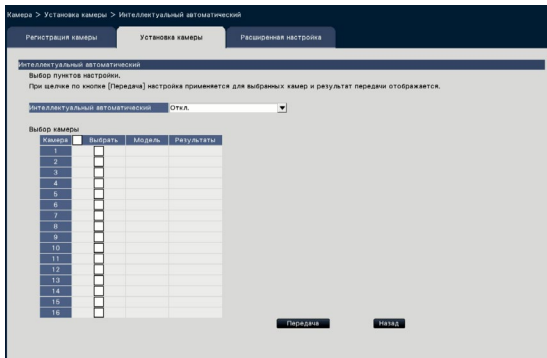 Камера > Установка камеры > Интеллектуальный автоматический
Регистрация камеры Установка камеры Расширенная настройка
Интеллектуальный автоматический
Выбор пунктов настройки.
При щелчке по кнопке [Передача] настройка применяется для выбранных камер и результат передачи отображается.
Интеллектуальный автоматический Откл.
Выбор камеры
Камера Выбрать Модель Результаты
1
2
3
4
5
6
7
8
9
10
11
12
13
14
15
16
Передача Назад